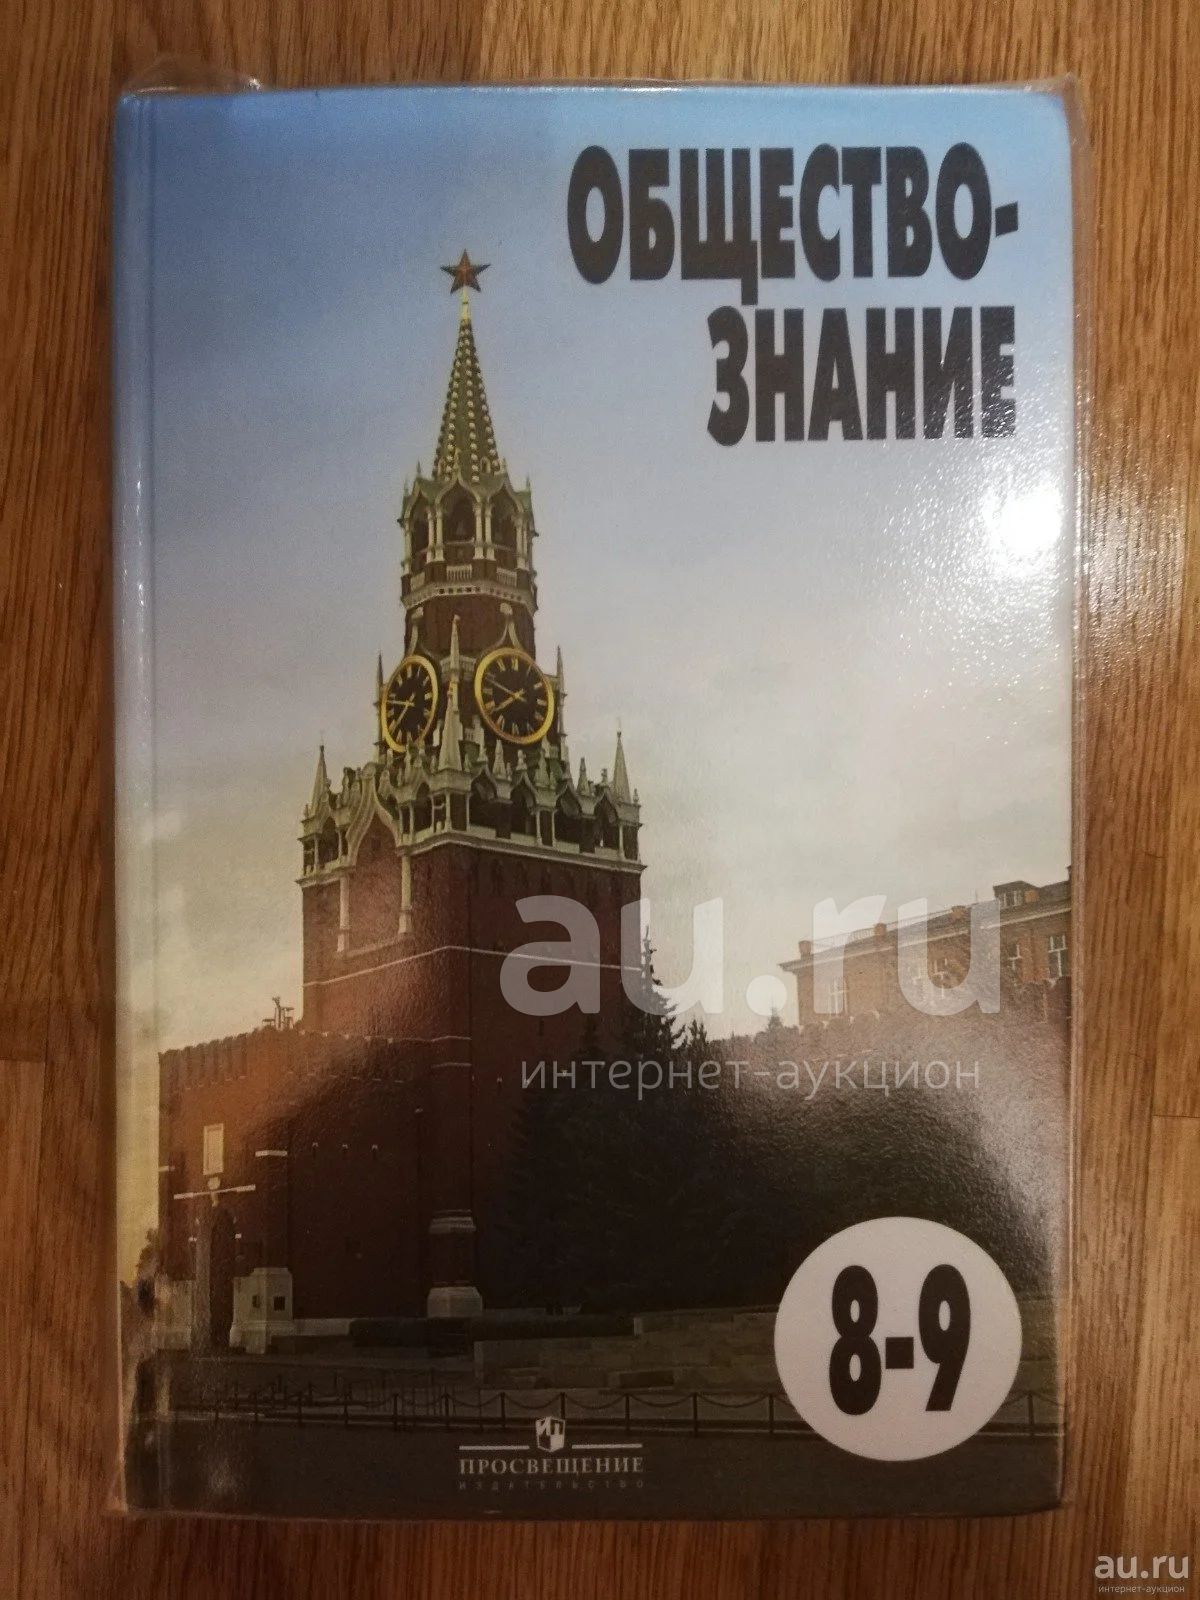 ОБЩЕСТВО-
ЗНАНИЕ
au.ru
интернет-аукцион
8-9
ПРОСВЕЩЕНИЕ
ИЗДАТЕЛЬСТВО
au.ru
интернет-аукцион